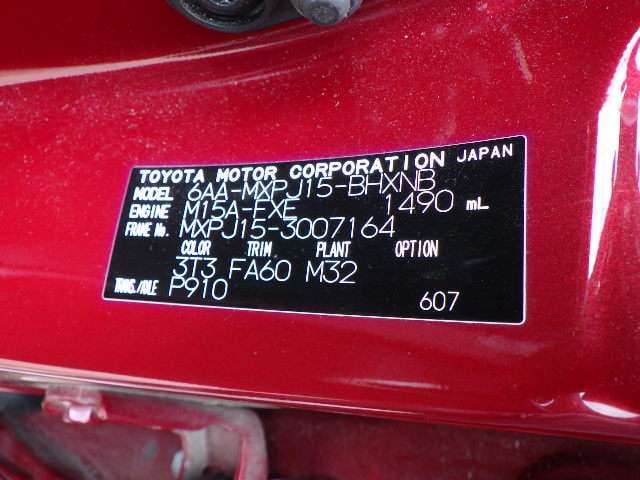 TOYOTA MOTOR CORPORATION JAPAN
MODEL 6AA-MXPJ15-BHXNB
ENGINE M15A-FXE 1490 mL
FRAME No. MXPJ15-3007164
COLOR TRIM PLANT OPTION
3T3 FA60 M32
TRANS./AXLE P910
607